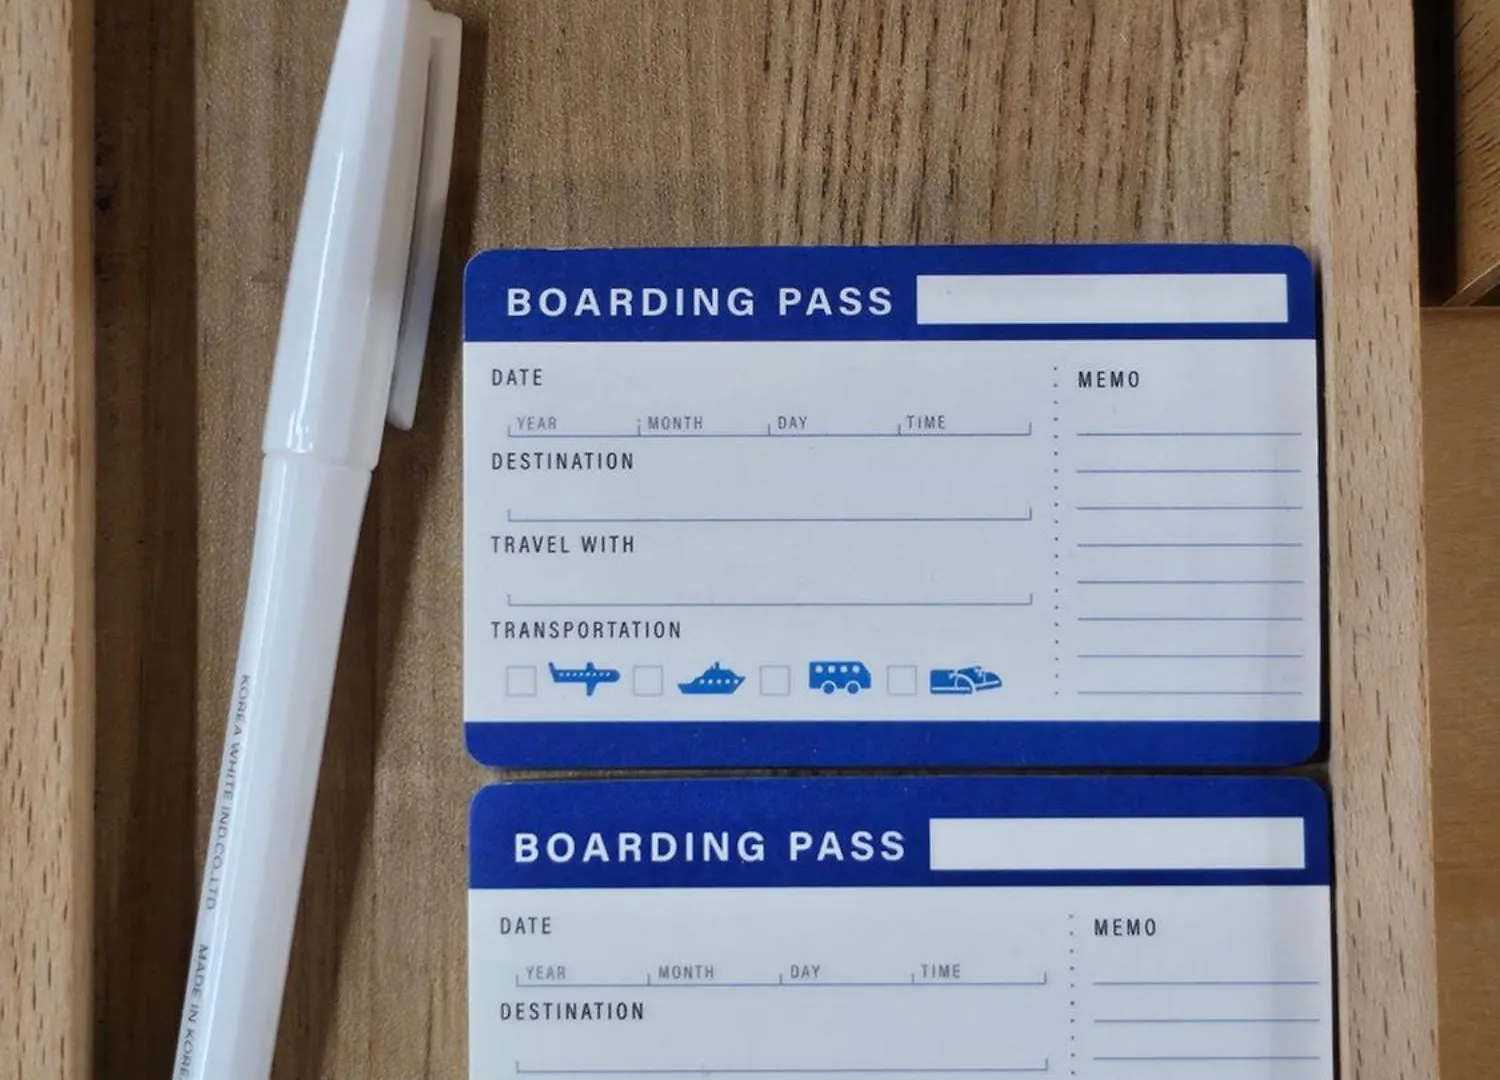 BOARDING PASS
DATE
MEMO
YEAR MONTH DAY TIME
DESTINATION
TRAVEL WITH
TRANSPORTATION
BOARDING PASS
DATE
MEMO
YEAR MONTH DAY TIME
DESTINATION
KOREA WHITE IND.CO.,LTD MADE IN KORE